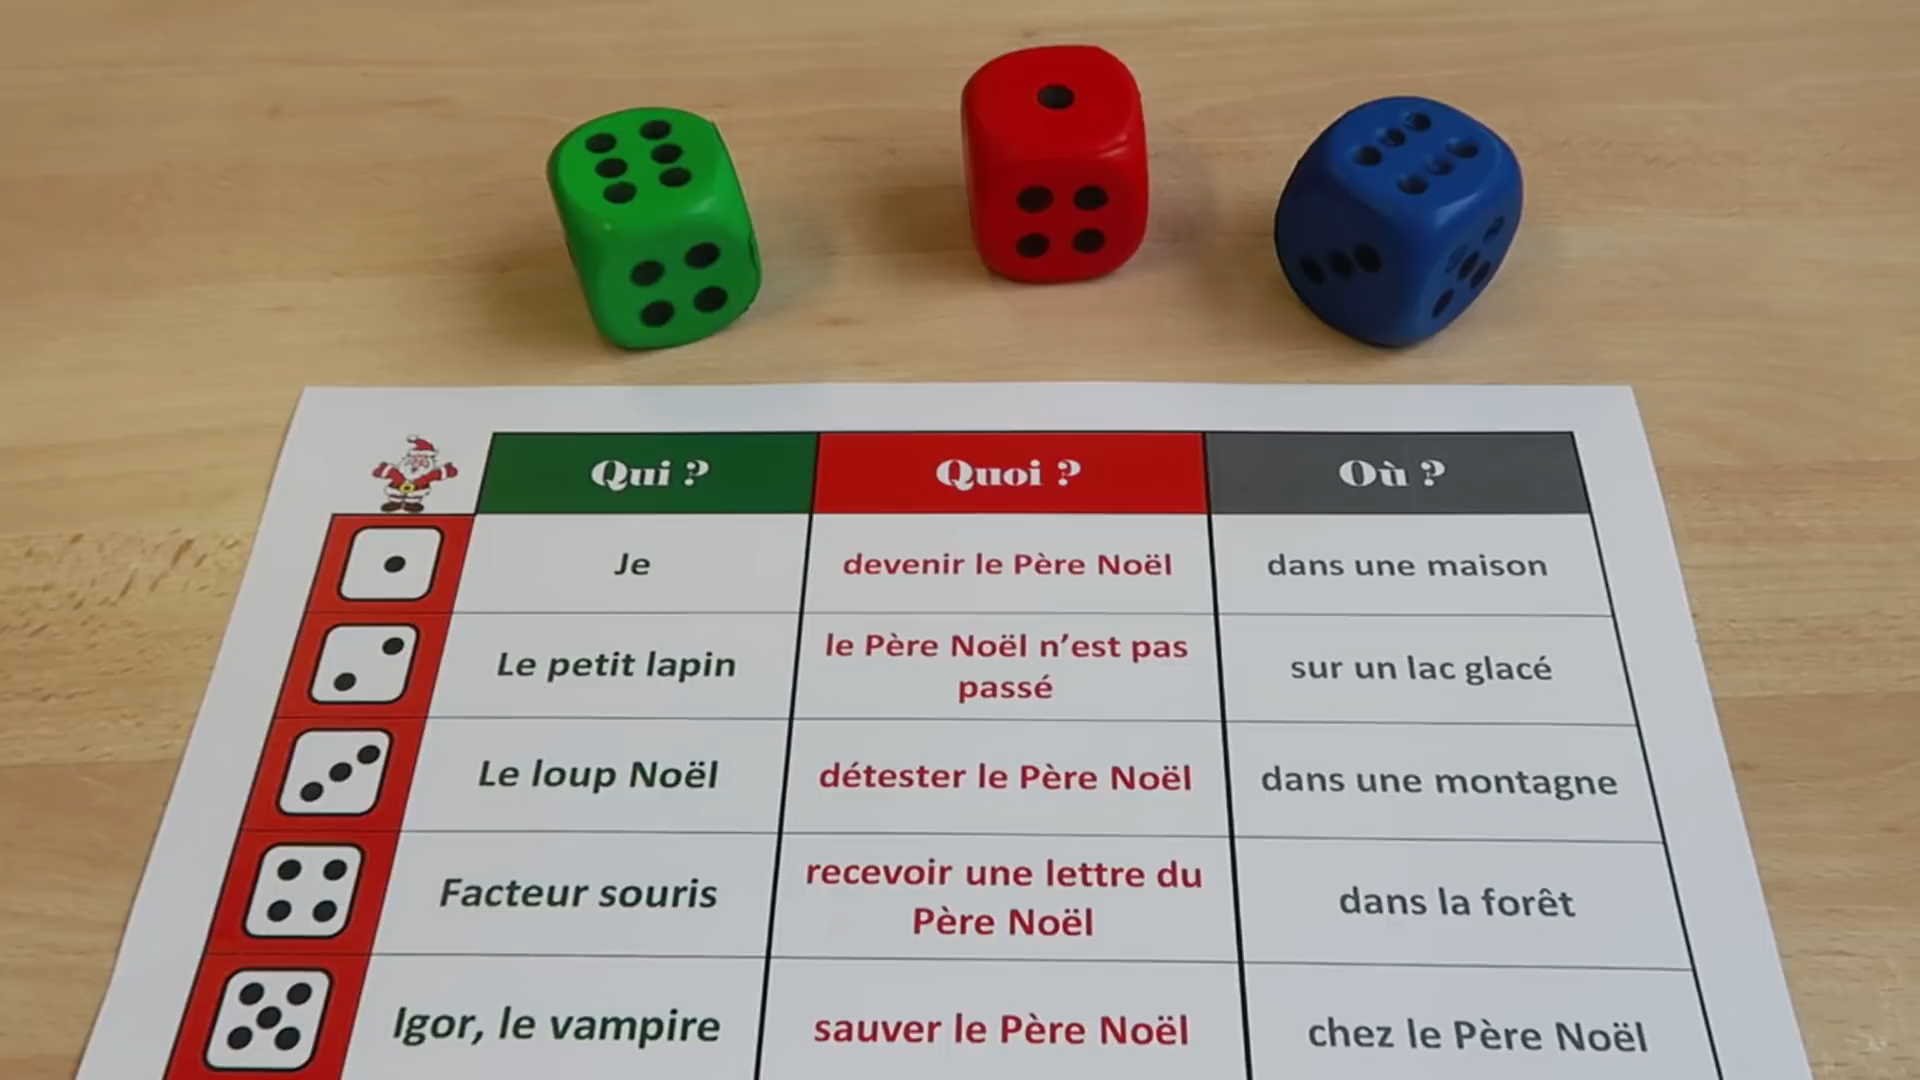 Qui ? Quoi ? Où ?
Je devenir le Père Noël dans une maison
Le petit lapin le Père Noël n’est pas passé sur un lac glacé
Le loup Noël détester le Père Noël dans une montagne
Facteur souris recevoir une lettre du Père Noël dans la forêt
Igor, le vampire sauver le Père Noël chez le Père Noël